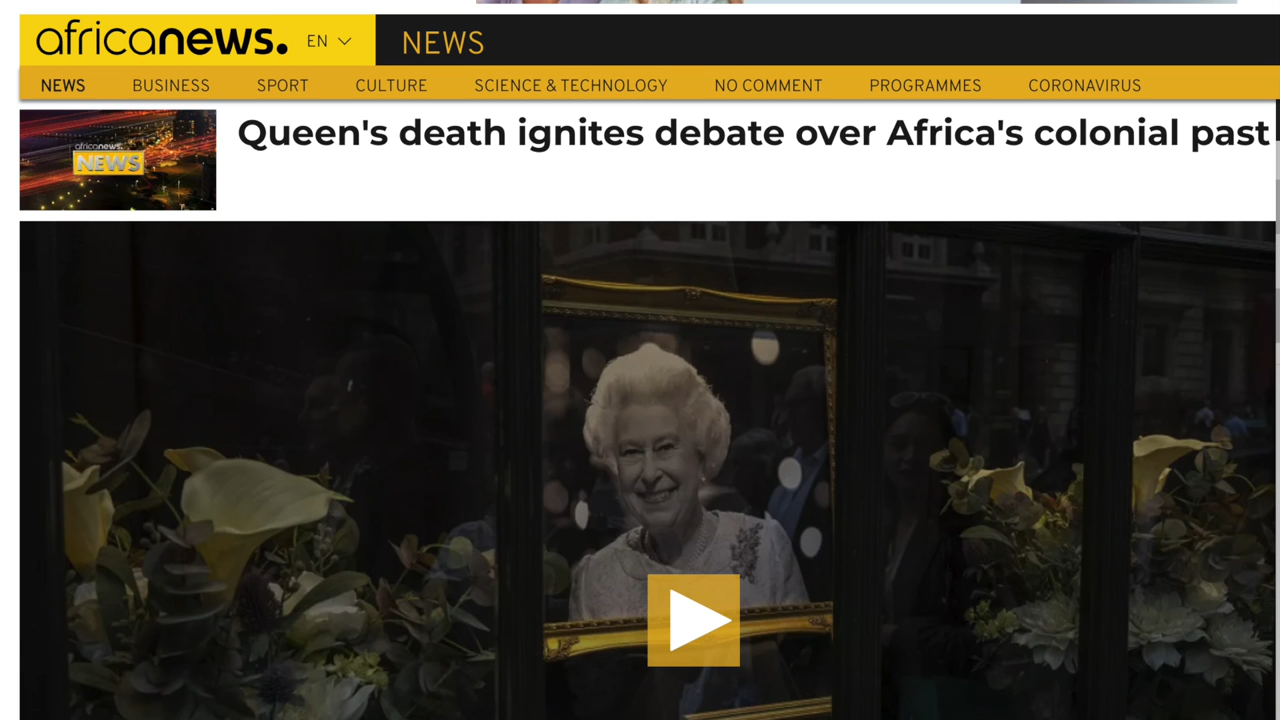 africanews.
EN
NEWS
NEWS BUSINESS SPORT CULTURE SCIENCE & TECHNOLOGY NO COMMENT PROGRAMMES CORONAVIRUS
africanews.
NEWS
Queen's death ignites debate over Africa's colonial past